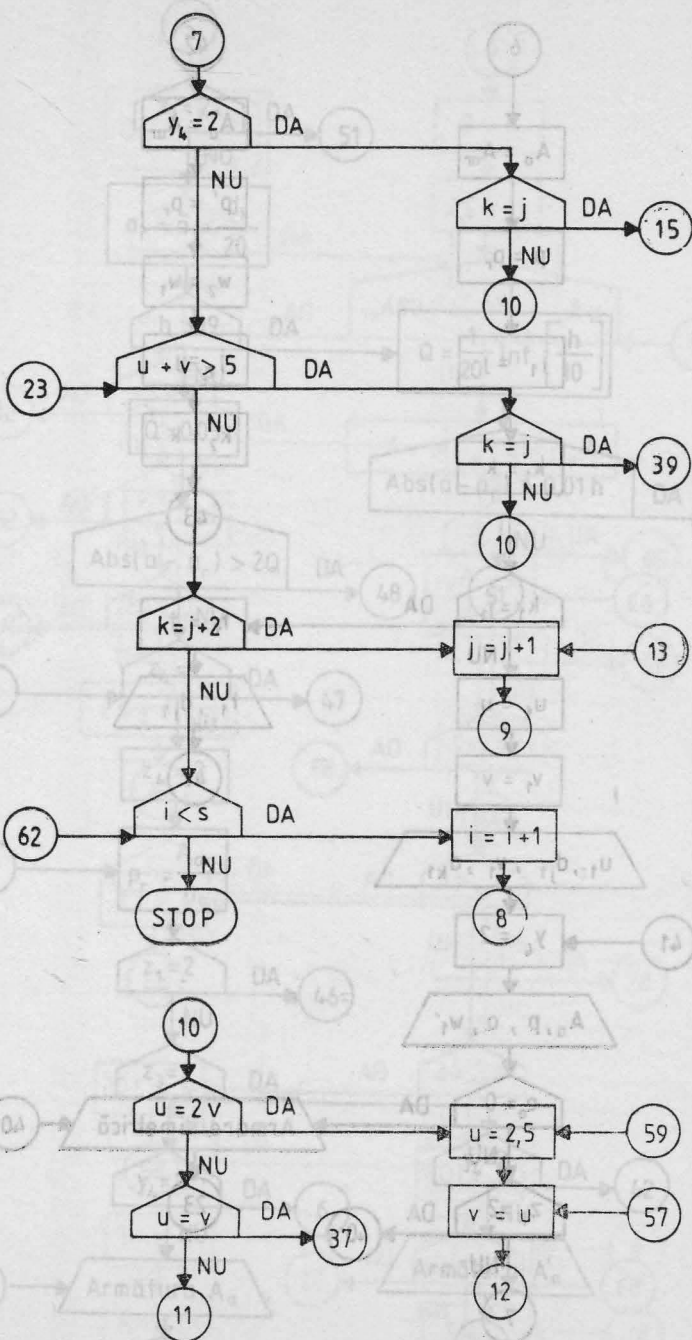 7
y₄ = 2 DA
NU
k = j DA 15
NU
10
23 u + v > 5 DA
NU
k = j DA 39
NU
10
k = j+2 DA j = j+1 13
NU
9
62 i < s DA i = i+1
NU
8
STOP
10
u = 2v DA u = 2,5 59
NU
u = v DA 37 v = u 57
NU
11
12